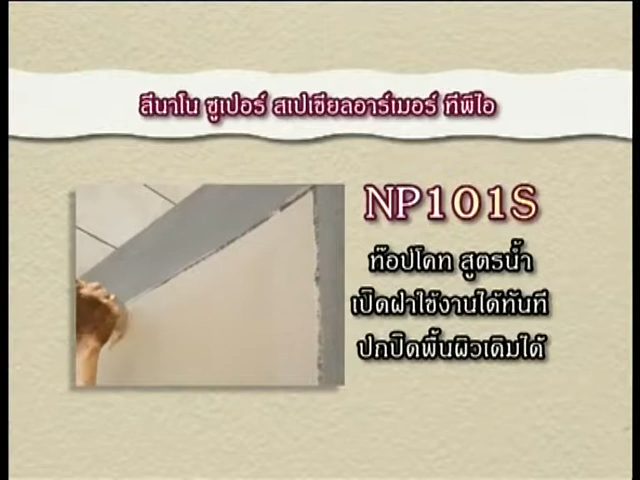 สีนาโน ซูเปอร์ สเปเชียลอาร์เมอร์ ทีพีไอ
NP101S
ท๊อปโคท สูตรน้ำ
เปิดฝาใช้งานได้ทันที
ปกปิดพื้นผิวเดิมได้